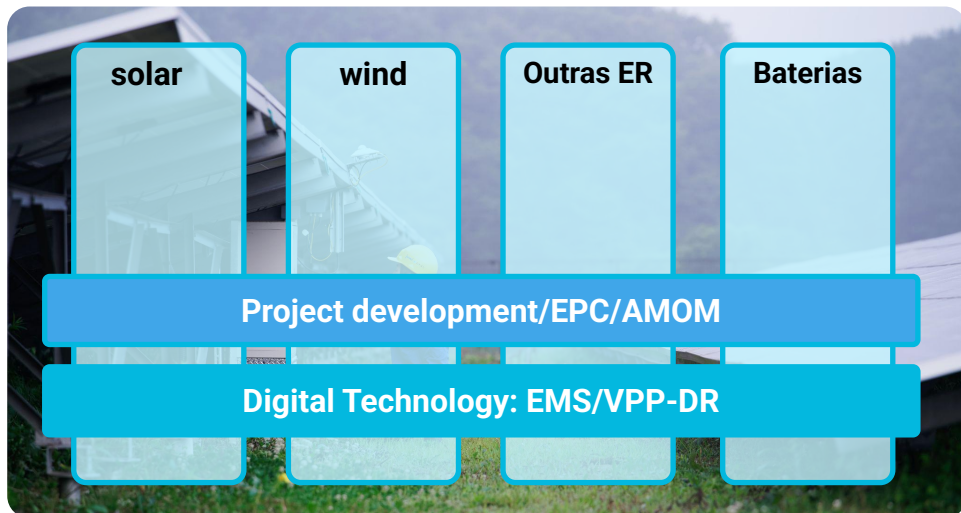 solar
wind
Outras ER
Baterias
Project development/EPC/AMOM
Digital Technology: EMS/VPP-DR